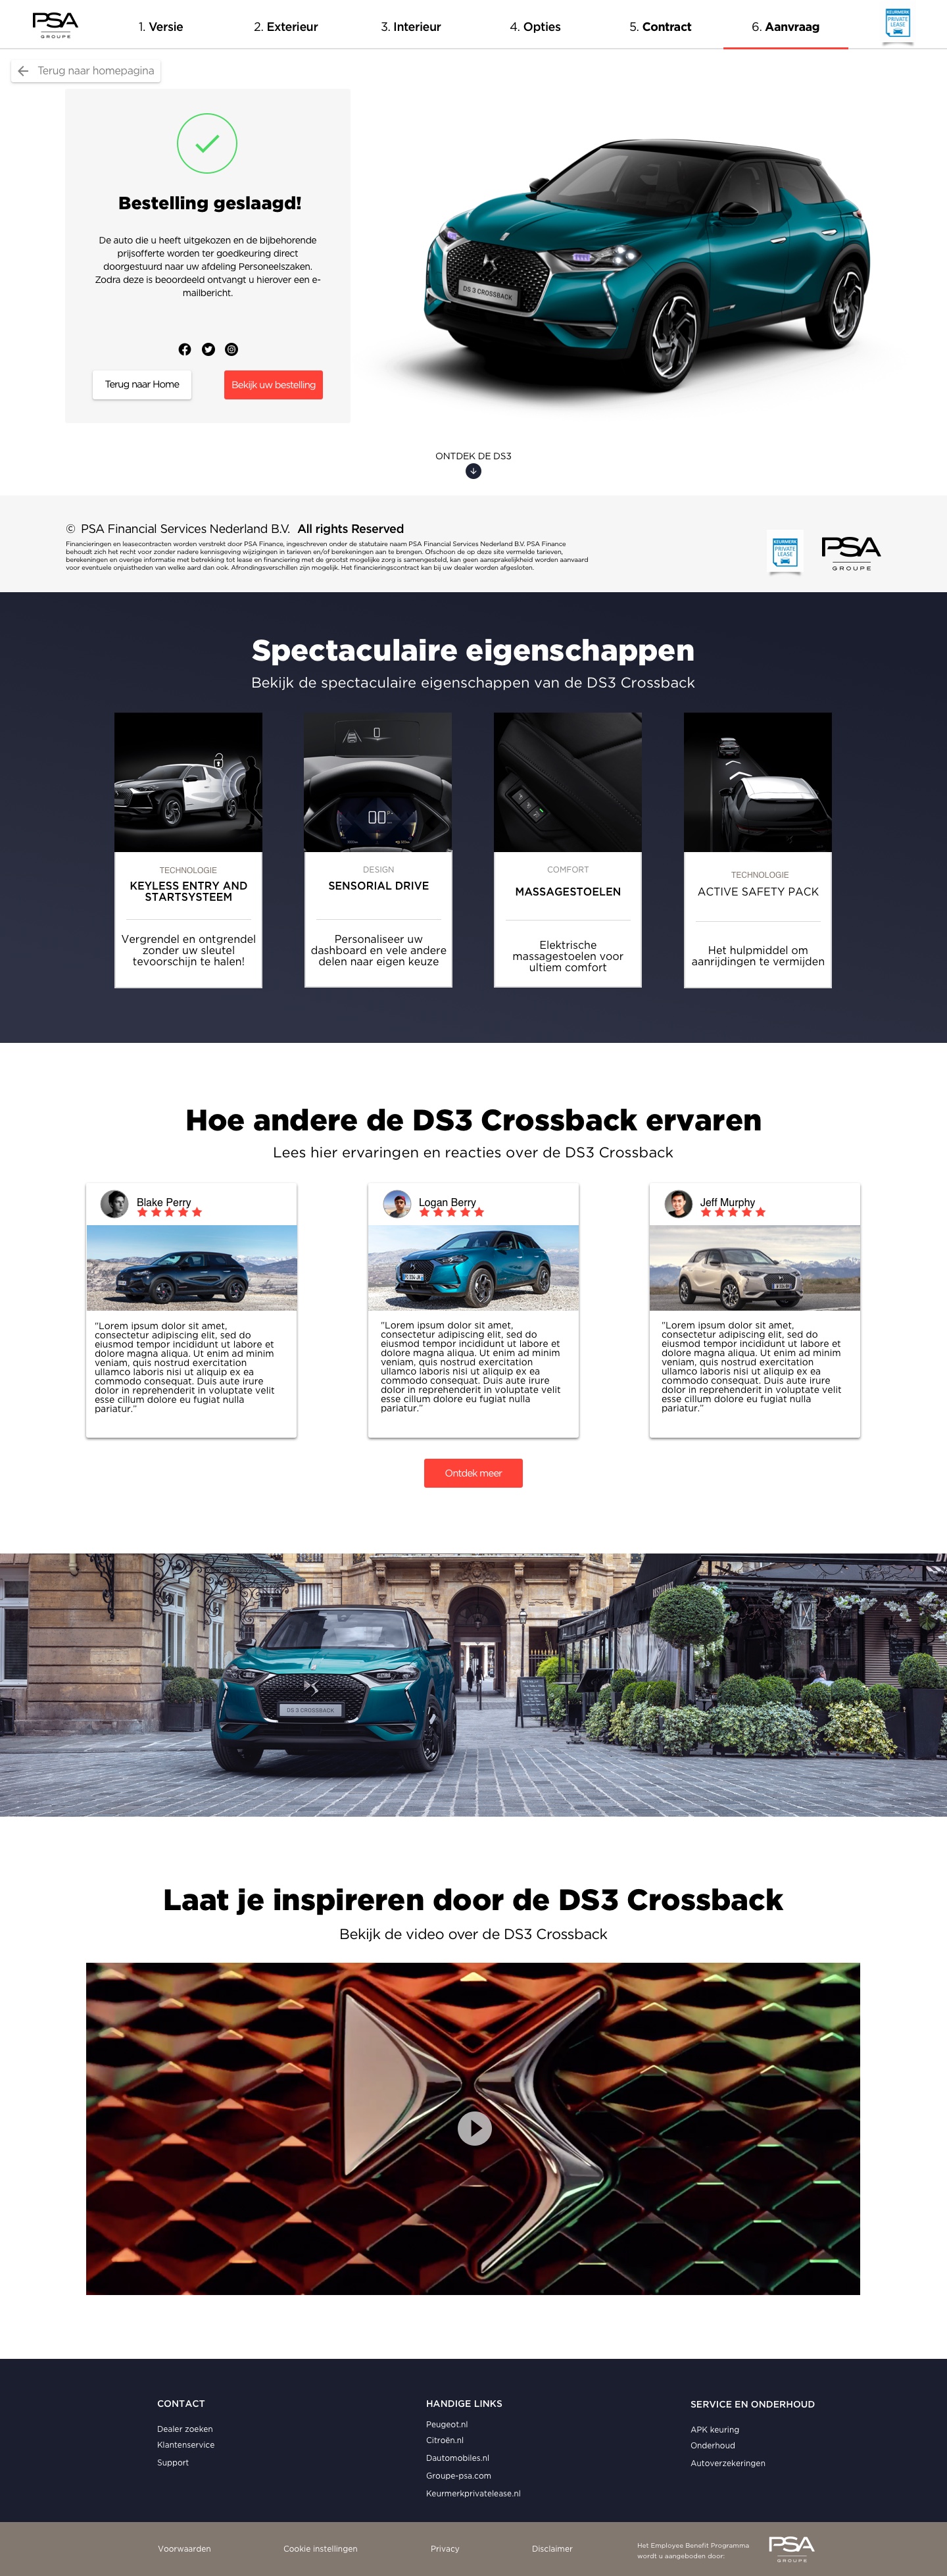 PSA
GROUPE
1. Versie
2. Exterieur
3. Interieur
4. Opties
5. Contract
6. Aanvraag
KEURMERK
PRIVATE
LEASE
Terug naar homepagina
Bestelling geslaagd!
De auto die u heeft uitgekozen en de bijbehorende
prijsofferte worden ter goedkeuring direct
doorgestuurd naar uw afdeling Personeelszaken.
Zodra deze is beoordeeld ontvangt u hierover een e-
mailbericht.
Terug naar Home
Bekijk uw bestelling
DS 3 CROSSBACK
ONTDEK DE DS3
© PSA Financial Services Nederland B.V. All rights Reserved
Financieringen en leasecontracten worden verstrekt door PSA Finance, ingeschreven onder de statutaire naam PSA Financial Services Nederland B.V. PSA Finance
behoudt zich het recht voor zonder nadere kennisgeving wijzigingen in tarieven en/of berekeningen aan te brengen. Ofschoon de op deze site vermelde tarieven,
berekeningen en overige informatie met betrekking tot lease en financiering met de grootst mogelijke zorg is samengesteld, kan geen aansprakelijkheid worden aanvaard
voor eventuele onjuistheden van welke aard dan ook. Afrondingsverschillen zijn mogelijk. Het financieringscontract kan bij uw dealer worden afgesloten.
KEURMERK
PRIVATE
LEASE
PSA
GROUPE
Spectaculaire eigenschappen
Bekijk de spectaculaire eigenschappen van de DS3 Crossback
TECHNOLOGIE
KEYLESS ENTRY AND
STARTSYSTEEM
Vergrendel en ontgrendel
zonder uw sleutel
tevoorschijn te halen!
DESIGN
SENSORIAL DRIVE
Personaliseer uw
dashboard en vele andere
delen naar eigen keuze
COMFORT
MASSAGESTOELEN
Elektrische
massagestoelen voor
ultiem comfort
TECHNOLOGIE
ACTIVE SAFETY PACK
Het hulpmiddel om
aanrijdingen te vermijden
Hoe andere de DS3 Crossback ervaren
Lees hier ervaringen en reacties over de DS3 Crossback
Blake Perry
"Lorem ipsum dolor sit amet,
consectetur adipiscing elit, sed do
eiusmod tempor incididunt ut labore et
dolore magna aliqua. Ut enim ad minim
veniam, quis nostrud exercitation
ullamco laboris nisi ut aliquip ex ea
commodo consequat. Duis aute irure
dolor in reprehenderit in voluptate velit
esse cillum dolore eu fugiat nulla
pariatur."
Logan Berry
"Lorem ipsum dolor sit amet,
consectetur adipiscing elit, sed do
eiusmod tempor incididunt ut labore et
dolore magna aliqua. Ut enim ad minim
veniam, quis nostrud exercitation
ullamco laboris nisi ut aliquip ex ea
commodo consequat. Duis aute irure
dolor in reprehenderit in voluptate velit
esse cillum dolore eu fugiat nulla
pariatur."
Jeff Murphy
"Lorem ipsum dolor sit amet,
consectetur adipiscing elit, sed do
eiusmod tempor incididunt ut labore et
dolore magna aliqua. Ut enim ad minim
veniam, quis nostrud exercitation
ullamco laboris nisi ut aliquip ex ea
commodo consequat. Duis aute irure
dolor in reprehenderit in voluptate velit
esse cillum dolore eu fugiat nulla
pariatur."
Ontdek meer
DS 3 CROSSBACK
Laat je inspireren door de DS3 Crossback
Bekijk de video over de DS3 Crossback
CONTACT
Dealer zoeken
Klantenservice
Support
HANDIGE LINKS
Peugeot.nl
Citroën.nl
Dautomobiles.nl
Groupe-psa.com
Keurmerkprivatelease.nl
SERVICE EN ONDERHOUD
APK keuring
Onderhoud
Autoverzekeringen
Voorwaarden
Cookie instellingen
Privacy
Disclaimer
Het Employee Benefit Programma
wordt u aangeboden door:
PSA
GROUPE